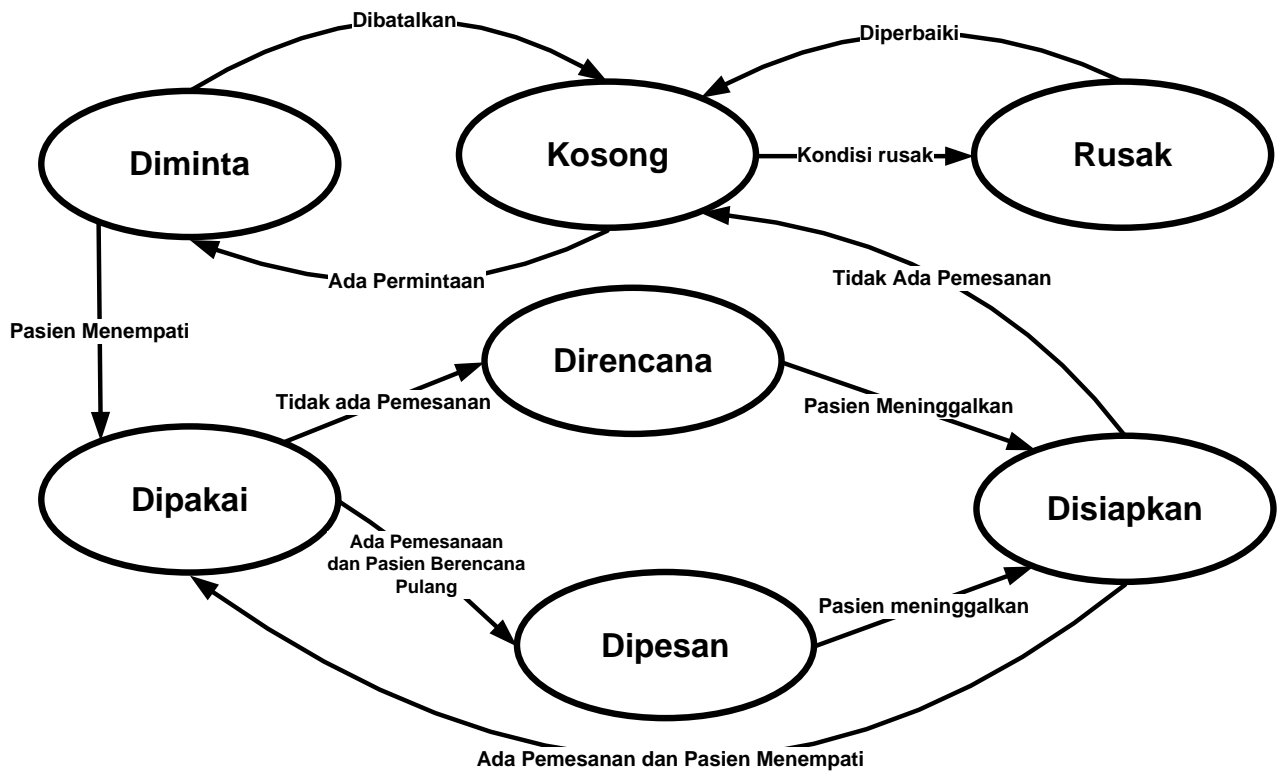 Dibatalkan
Diperbaiki
Diminta
Kosong
Kondisi rusak
Rusak
Ada Permintaan
Tidak Ada Pemesanan
Pasien Menempati
Direncana
Tidak ada Pemesanan
Pasien Meninggalkan
Dipakai
Disiapkan
Ada Pemesanaan
dan Pasien Berencana
Pulang
Dipesan
Pasien meninggalkan
Ada Pemesanan dan Pasien Menempati